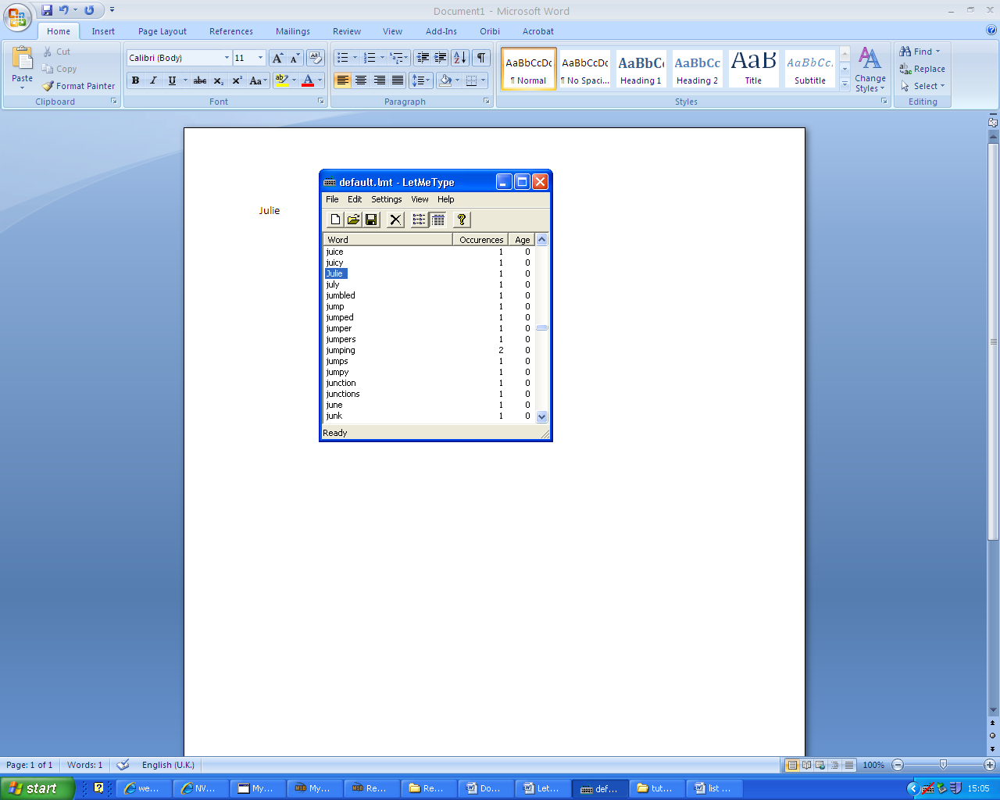 Document1 - Microsoft Word
Home Insert Page Layout References Mailings Review View Add-Ins Oribi Acrobat
Paste
Cut
Copy
Format Painter
Clipboard
Calibri (Body) 11
B I U abc x₂ x² Aa
ab A
Font
Paragraph
AaBbCcDc AaBbCcDc AaBbCc AaBbCc AaB AaBbCc.
¶ Normal ¶ No Spaci... Heading 1 Heading 2 Title Subtitle
Change Styles
Styles
Find
Replace
Select
Editing
Julie
default.lmt - LetMeType
File Edit Settings View Help
Word Occurences Age
juice 1 0
juicy 1 0
Julie 1 0
july 1 0
jumbled 1 0
jump 1 0
jumped 1 0
jumper 1 0
jumpers 1 0
jumping 2 0
jumps 1 0
jumpy 1 0
junction 1 0
junctions 1 0
june 1 0
junk 1 0
Ready
Page: 1 of 1 Words: 1 English (U.K.) 100%
start we... NV... My... My... Re... Re... Do... Let... def... tut... list ... 15:05